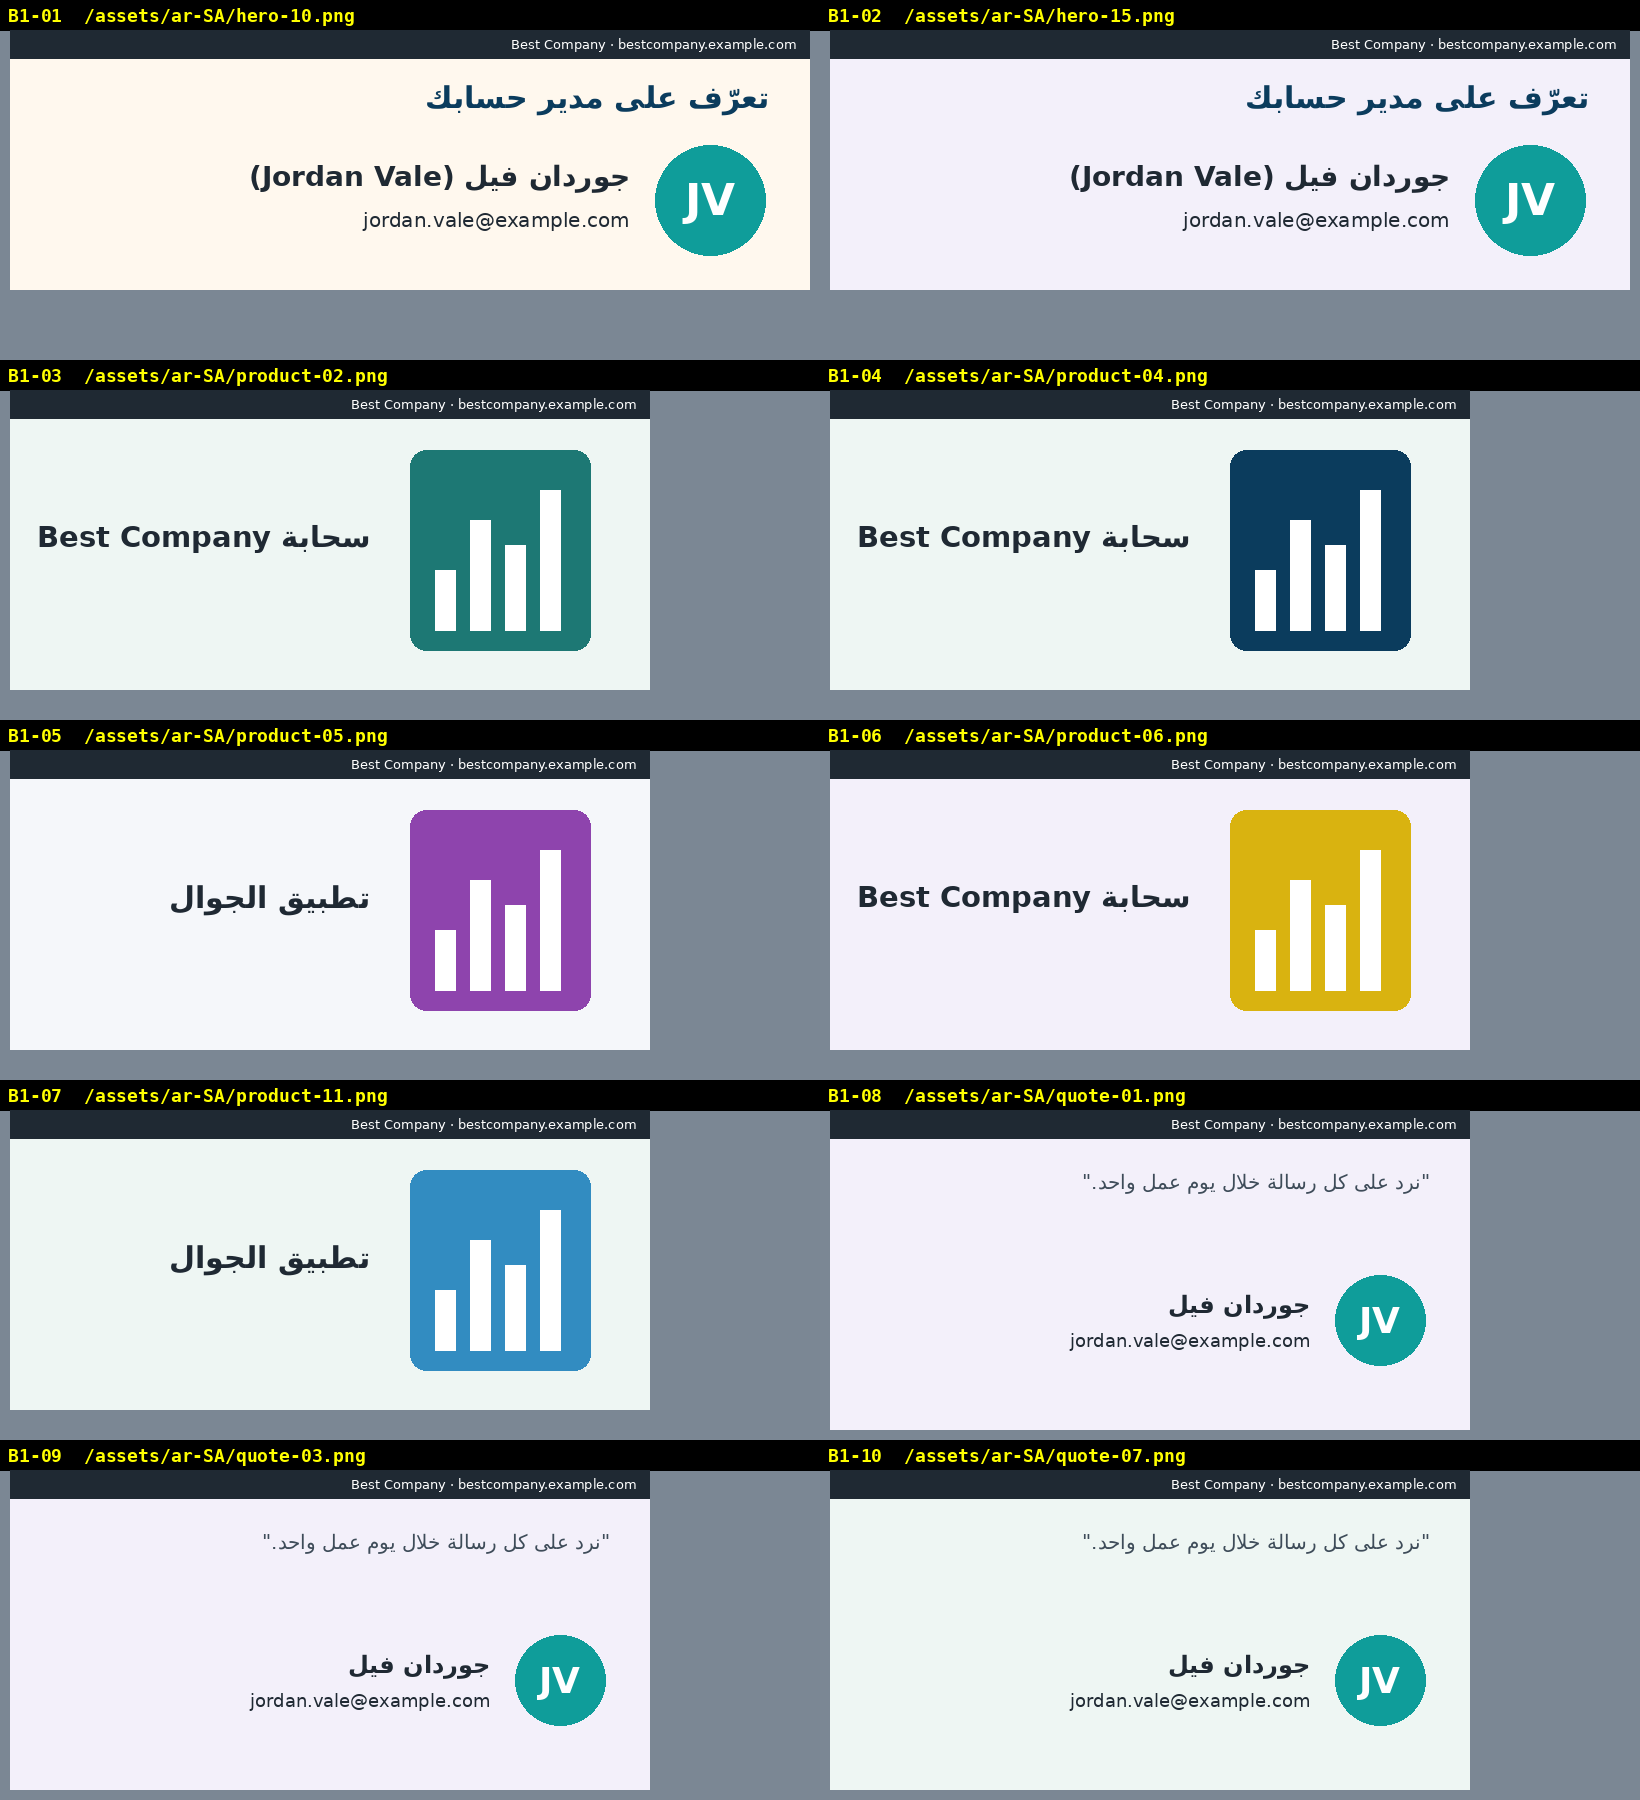 B1-01 /assets/ar-SA/hero-10.png
Best Company · bestcompany.example.com
تعرّف على مدير حسابك
جوردان فيل (Jordan Vale)
jordan.vale@example.com
JV
B1-02 /assets/ar-SA/hero-15.png
Best Company · bestcompany.example.com
تعرّف على مدير حسابك
جوردان فيل (Jordan Vale)
jordan.vale@example.com
JV
B1-03 /assets/ar-SA/product-02.png
Best Company · bestcompany.example.com
سحابة Best Company
B1-04 /assets/ar-SA/product-04.png
Best Company · bestcompany.example.com
سحابة Best Company
B1-05 /assets/ar-SA/product-05.png
Best Company · bestcompany.example.com
تطبيق الجوال
B1-06 /assets/ar-SA/product-06.png
Best Company · bestcompany.example.com
سحابة Best Company
B1-07 /assets/ar-SA/product-11.png
Best Company · bestcompany.example.com
تطبيق الجوال
B1-08 /assets/ar-SA/quote-01.png
Best Company · bestcompany.example.com
"نرد على كل رسالة خلال يوم عمل واحد."
جوردان فيل
jordan.vale@example.com
JV
B1-09 /assets/ar-SA/quote-03.png
Best Company · bestcompany.example.com
"نرد على كل رسالة خلال يوم عمل واحد."
جوردان فيل
jordan.vale@example.com
JV
B1-10 /assets/ar-SA/quote-07.png
Best Company · bestcompany.example.com
"نرد على كل رسالة خلال يوم عمل واحد."
جوردان فيل
jordan.vale@example.com
JV